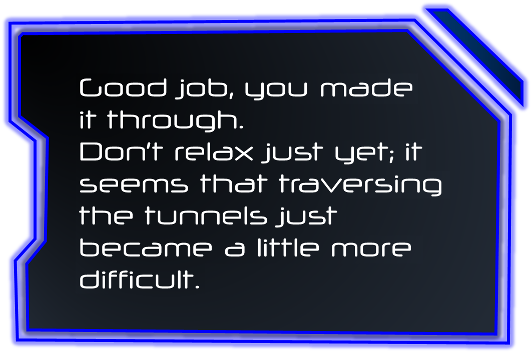 Good job, you made
it through.
Don't relax just yet; it
seems that traversing
the tunnels just
became a little more
difficult.